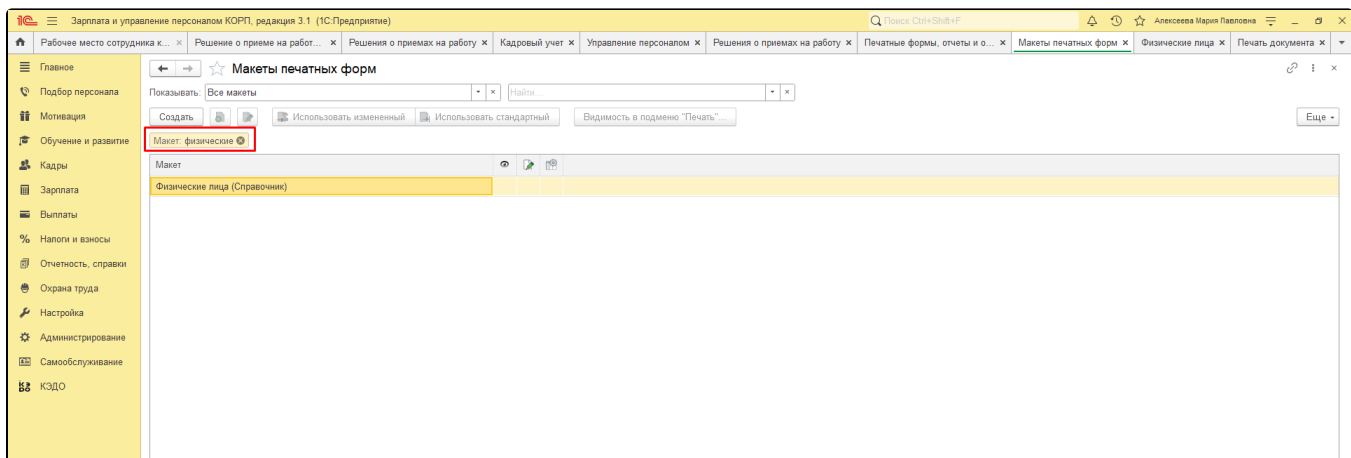 Зарплата и управление персоналом КОРП, редакция 3.1 (1С:Предприятие)
Поиск Ctrl+Shift+F
Алексеева Мария Павловна
Рабочее место сотрудника к...
Решение о приеме на работ...
Решения о приемах на работу
Кадровый учет
Управление персоналом
Решения о приемах на работу
Печатные формы, отчеты и о...
Макеты печатных форм
Физические лица
Печать документа
Главное
Подбор персонала
Мотивация
Обучение и развитие
Кадры
Зарплата
Выплаты
Налоги и взносы
Отчетность, справки
Охрана труда
Настройка
Администрирование
Самообслуживание
КЭДО
Макеты печатных форм
Показывать: Все макеты
Найти...
Создать
Использовать измененный
Использовать стандартный
Видимость в подменю "Печать"...
Еще
Макет: физические
Макет
Физические лица (Справочник)